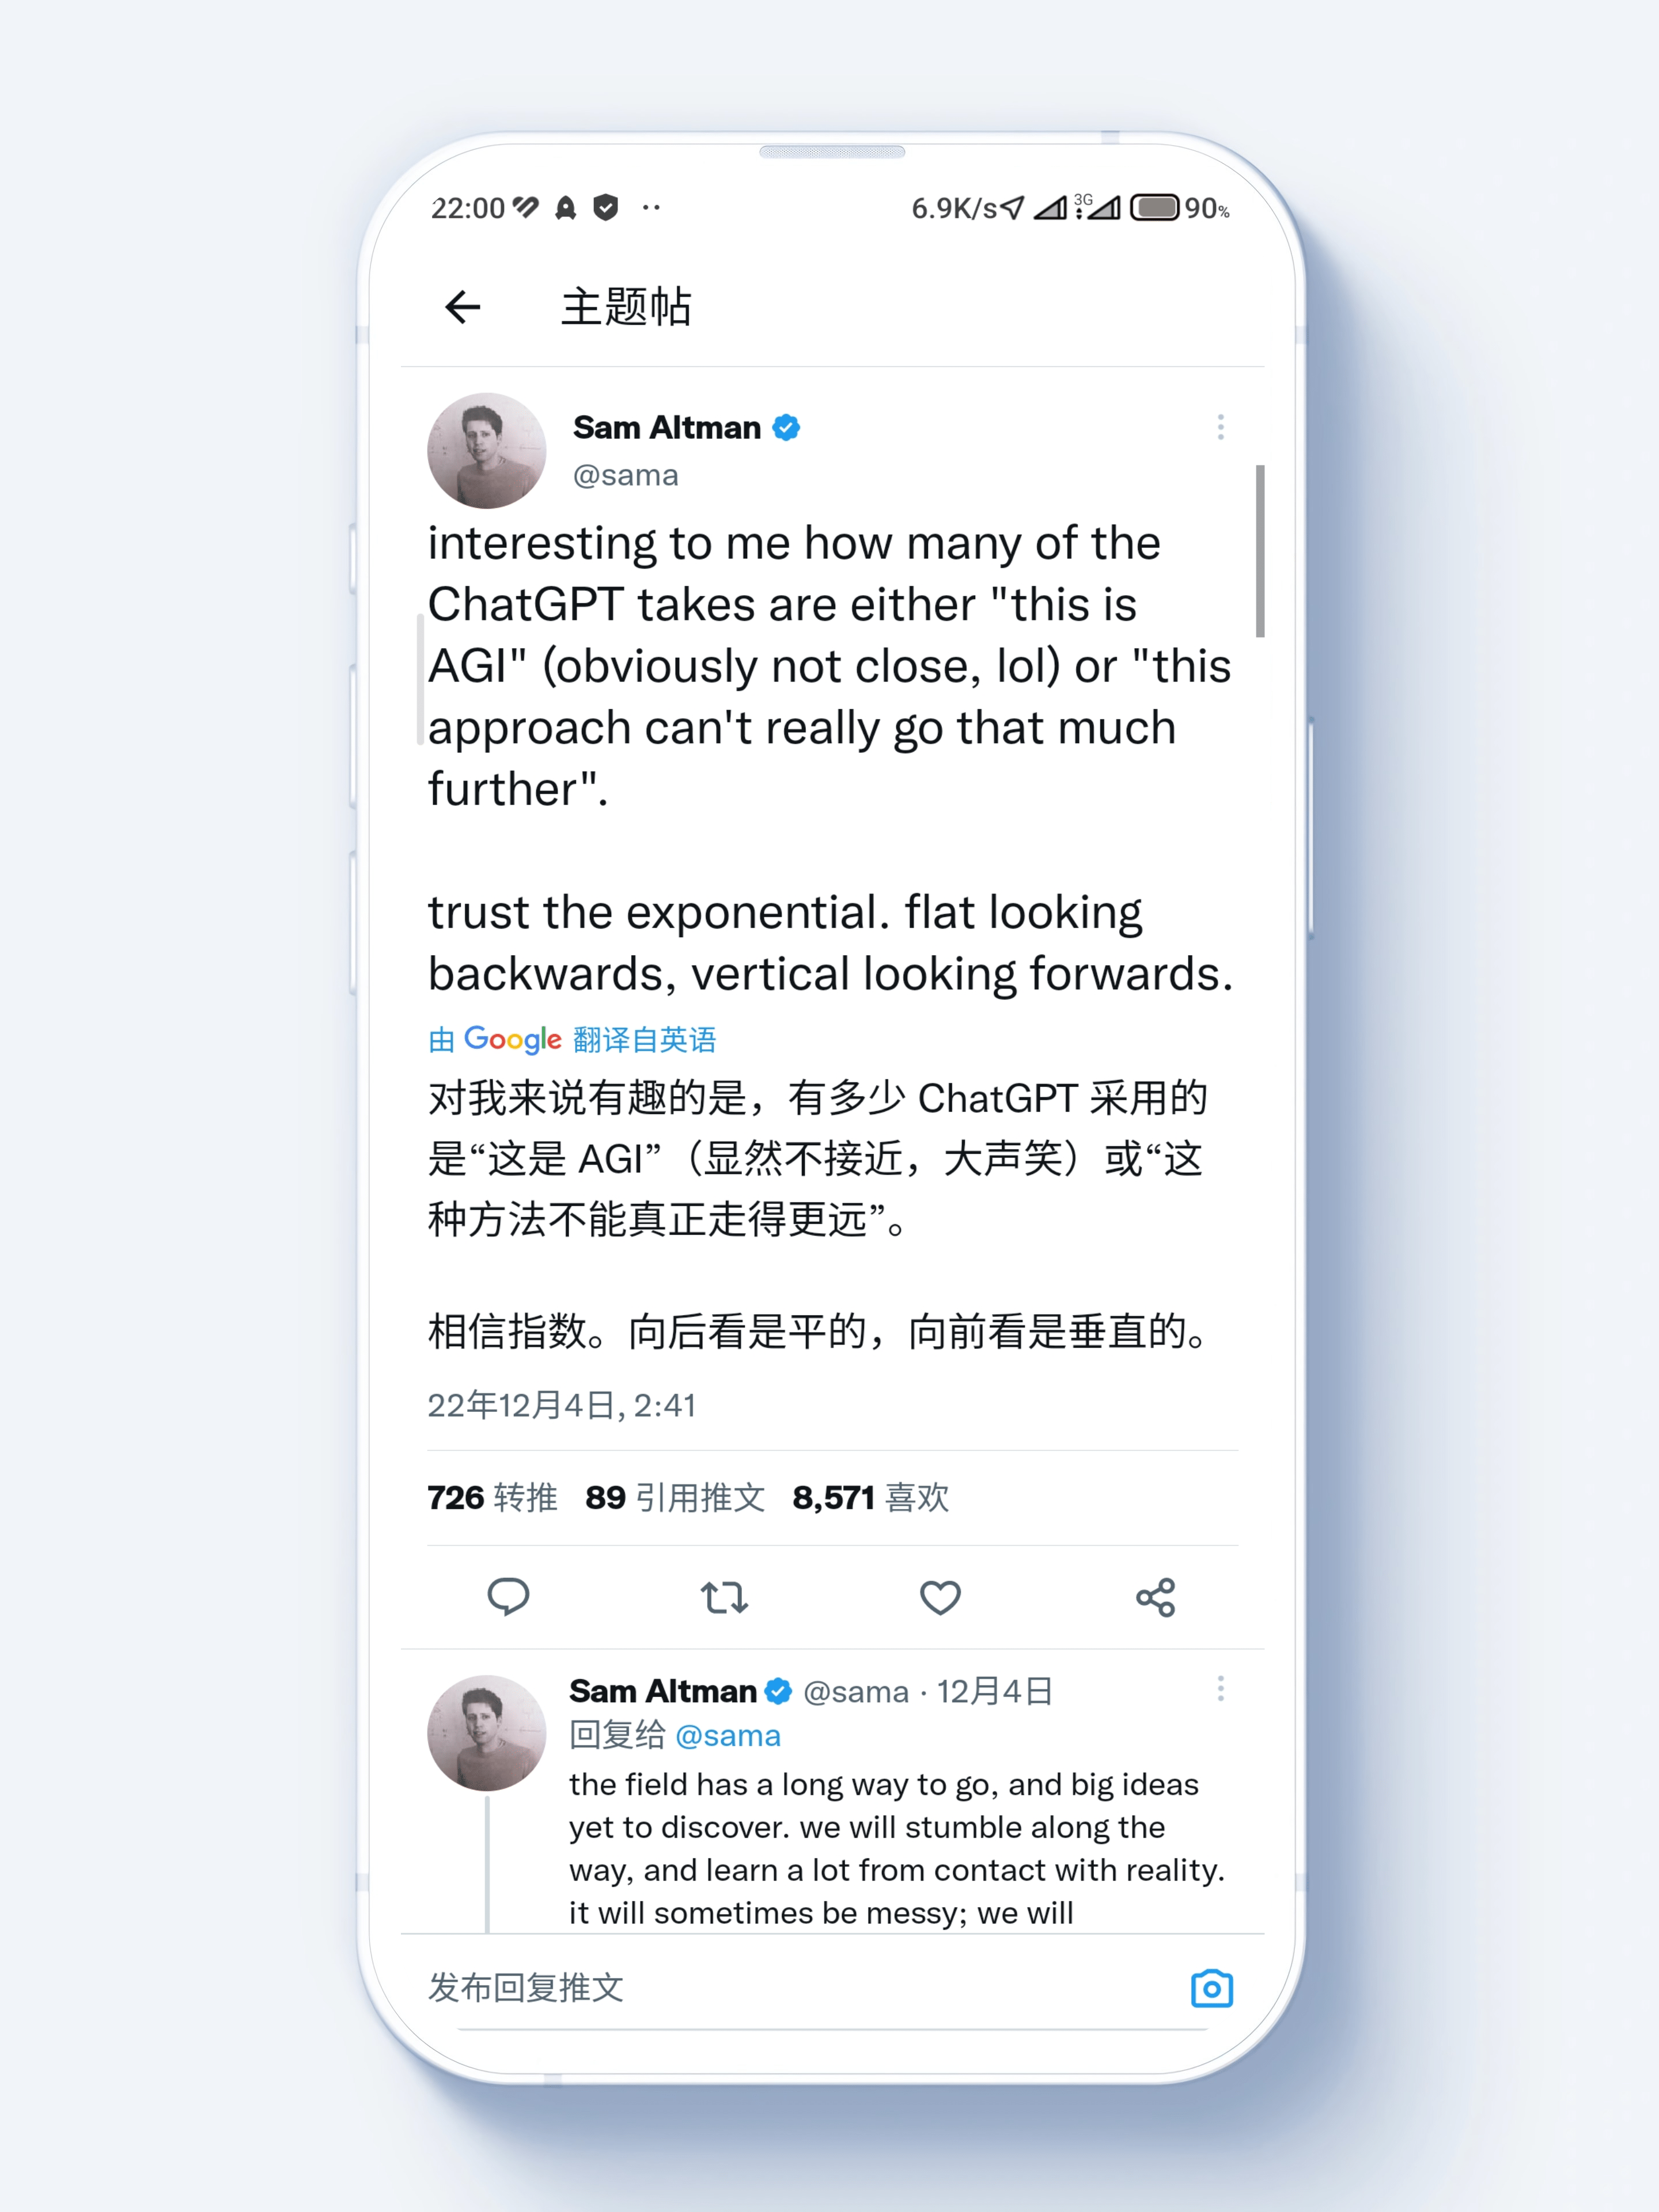 22:00 6.9K/s 3G 90%
主题帖
Sam Altman
@sama
interesting to me how many of the
ChatGPT takes are either "this is
AGI" (obviously not close, lol) or "this
approach can't really go that much
further".
trust the exponential. flat looking
backwards, vertical looking forwards.
由 Google 翻译自英语
对我来说有趣的是，有多少 ChatGPT 采用的
是“这是 AGI”（显然不接近，大声笑）或“这
种方法不能真正走得更远”。
相信指数。向后看是平的，向前看是垂直的。
22年12月4日, 2:41
726 转推 89 引用推文 8,571 喜欢
Sam Altman @sama · 12月4日
回复给 @sama
the field has a long way to go, and big ideas
yet to discover. we will stumble along the
way, and learn a lot from contact with reality.
it will sometimes be messy; we will
发布回复推文